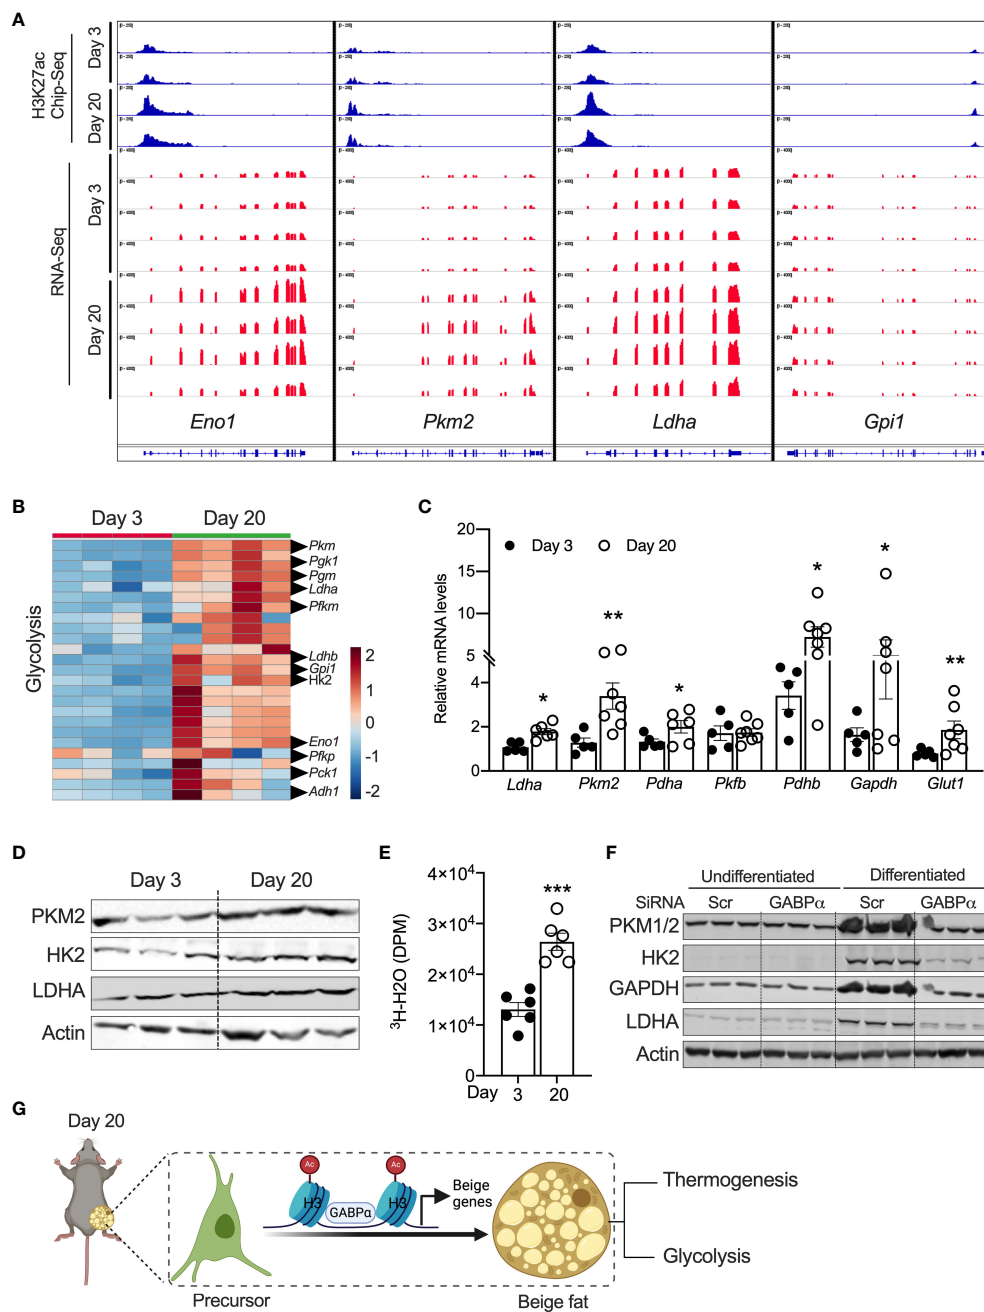 A
H3K27ac
Chip-Seq
Day 3
Day 20
RNA-Seq
Day 3
Day 20
Eno1
Pkm2
Ldha
Gpi1
B
Day 3
Day 20
Glycolysis
Pkm
Pgk1
Pgm
Ldha
Pfkm
Ldhb
Gpi1
Hk2
Eno1
Pfkp
Pck1
Adh1
2
1
0
-1
-2
C
Relative mRNA levels
20
15
10
5
4
2
0
Day 3
Day 20
*
**
*
*
*
**
Ldha
Pkm2
Pdha
Pkfb
Pdhb
Gapdh
Glut1
D
Day 3
Day 20
PKM2
HK2
LDHA
Actin
E
³H-H2O (DPM)
4×10⁴
3×10⁴
2×10⁴
1×10⁴
0
***
Day 3 20
F
Undifferentiated
Differentiated
SiRNA Scr GABPα Scr GABPα
PKM1/2
HK2
GAPDH
LDHA
Actin
G
Day 20
Ac
Ac
H3
GABPα
H3
Beige
genes
Precursor
Beige fat
Thermogenesis
Glycolysis